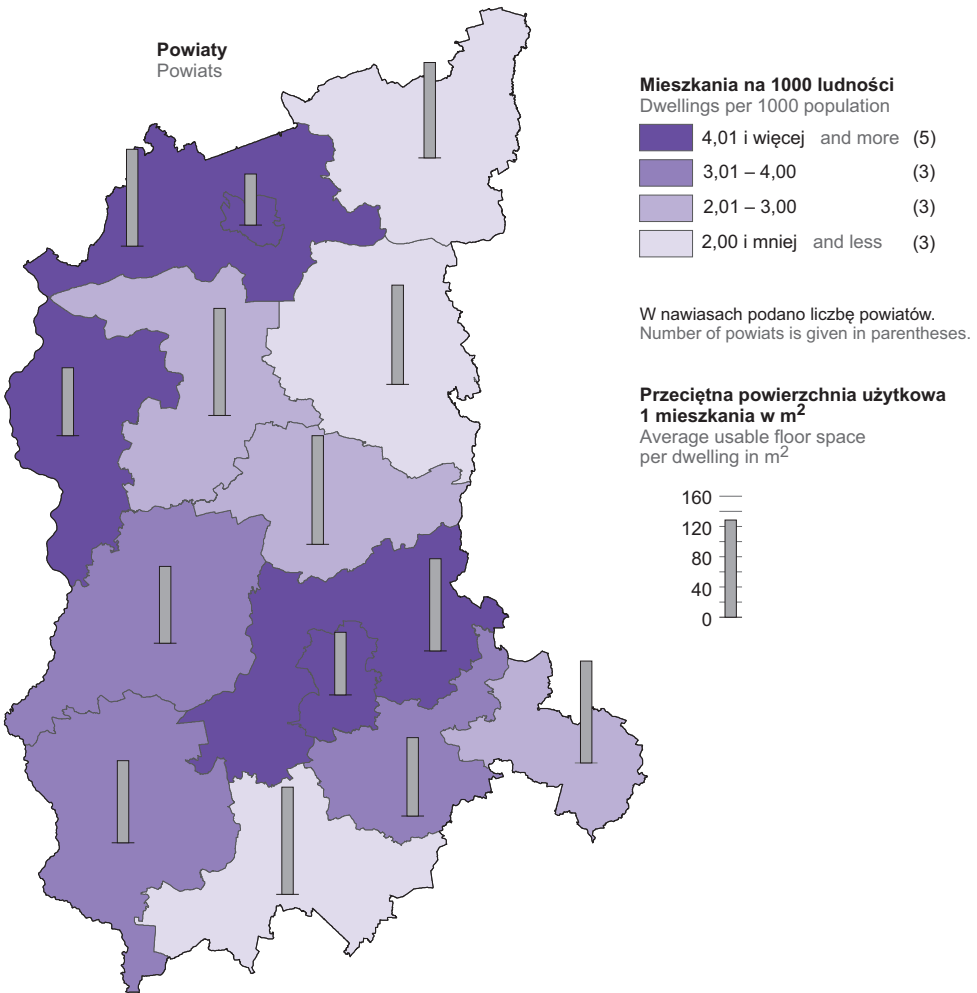 Powiaty
Powiats
Mieszkania na 1000 ludności
Dwellings per 1000 population
4,01 i więcej and more (5)
3,01 – 4,00 (3)
2,01 – 3,00 (3)
2,00 i mniej and less (3)
W nawiasach podano liczbę powiatów.
Number of powiats is given in parentheses.
Przeciętna powierzchnia użytkowa
1 mieszkania w m²
Average usable floor space
per dwelling in m²
160
120
80
40
0